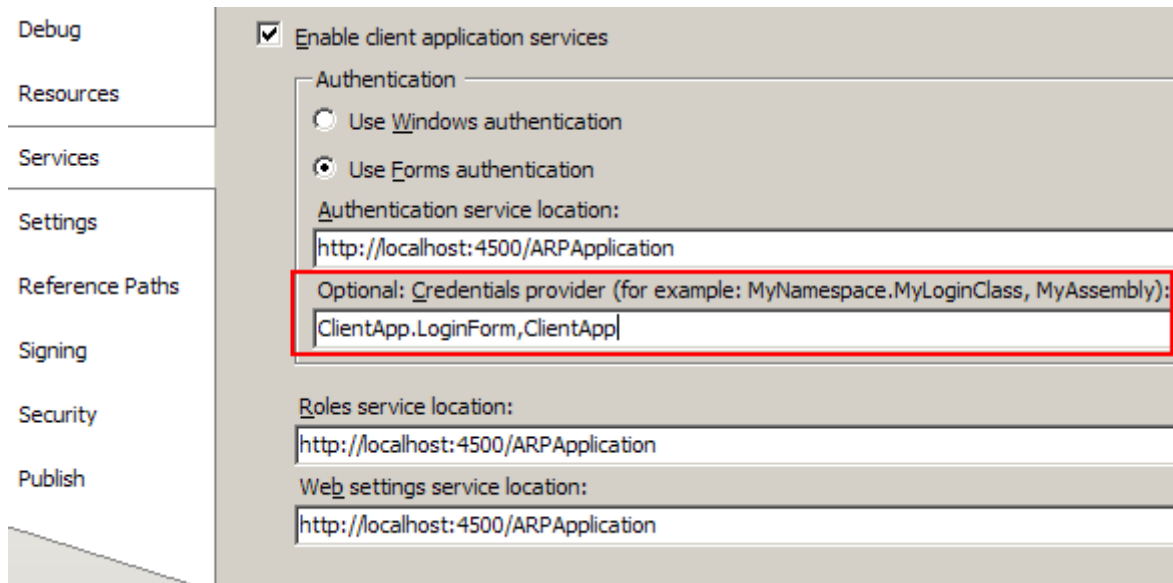 Debug
Resources
Services
Settings
Reference Paths
Signing
Security
Publish
Enable client application services
Authentication
Use Windows authentication
Use Forms authentication
Authentication service location:
http://localhost:4500/ARPApplication
Optional: Credentials provider (for example: MyNamespace.MyLoginClass, MyAssembly):
ClientApp.LoginForm,ClientApp
Roles service location:
http://localhost:4500/ARPApplication
Web settings service location:
http://localhost:4500/ARPApplication